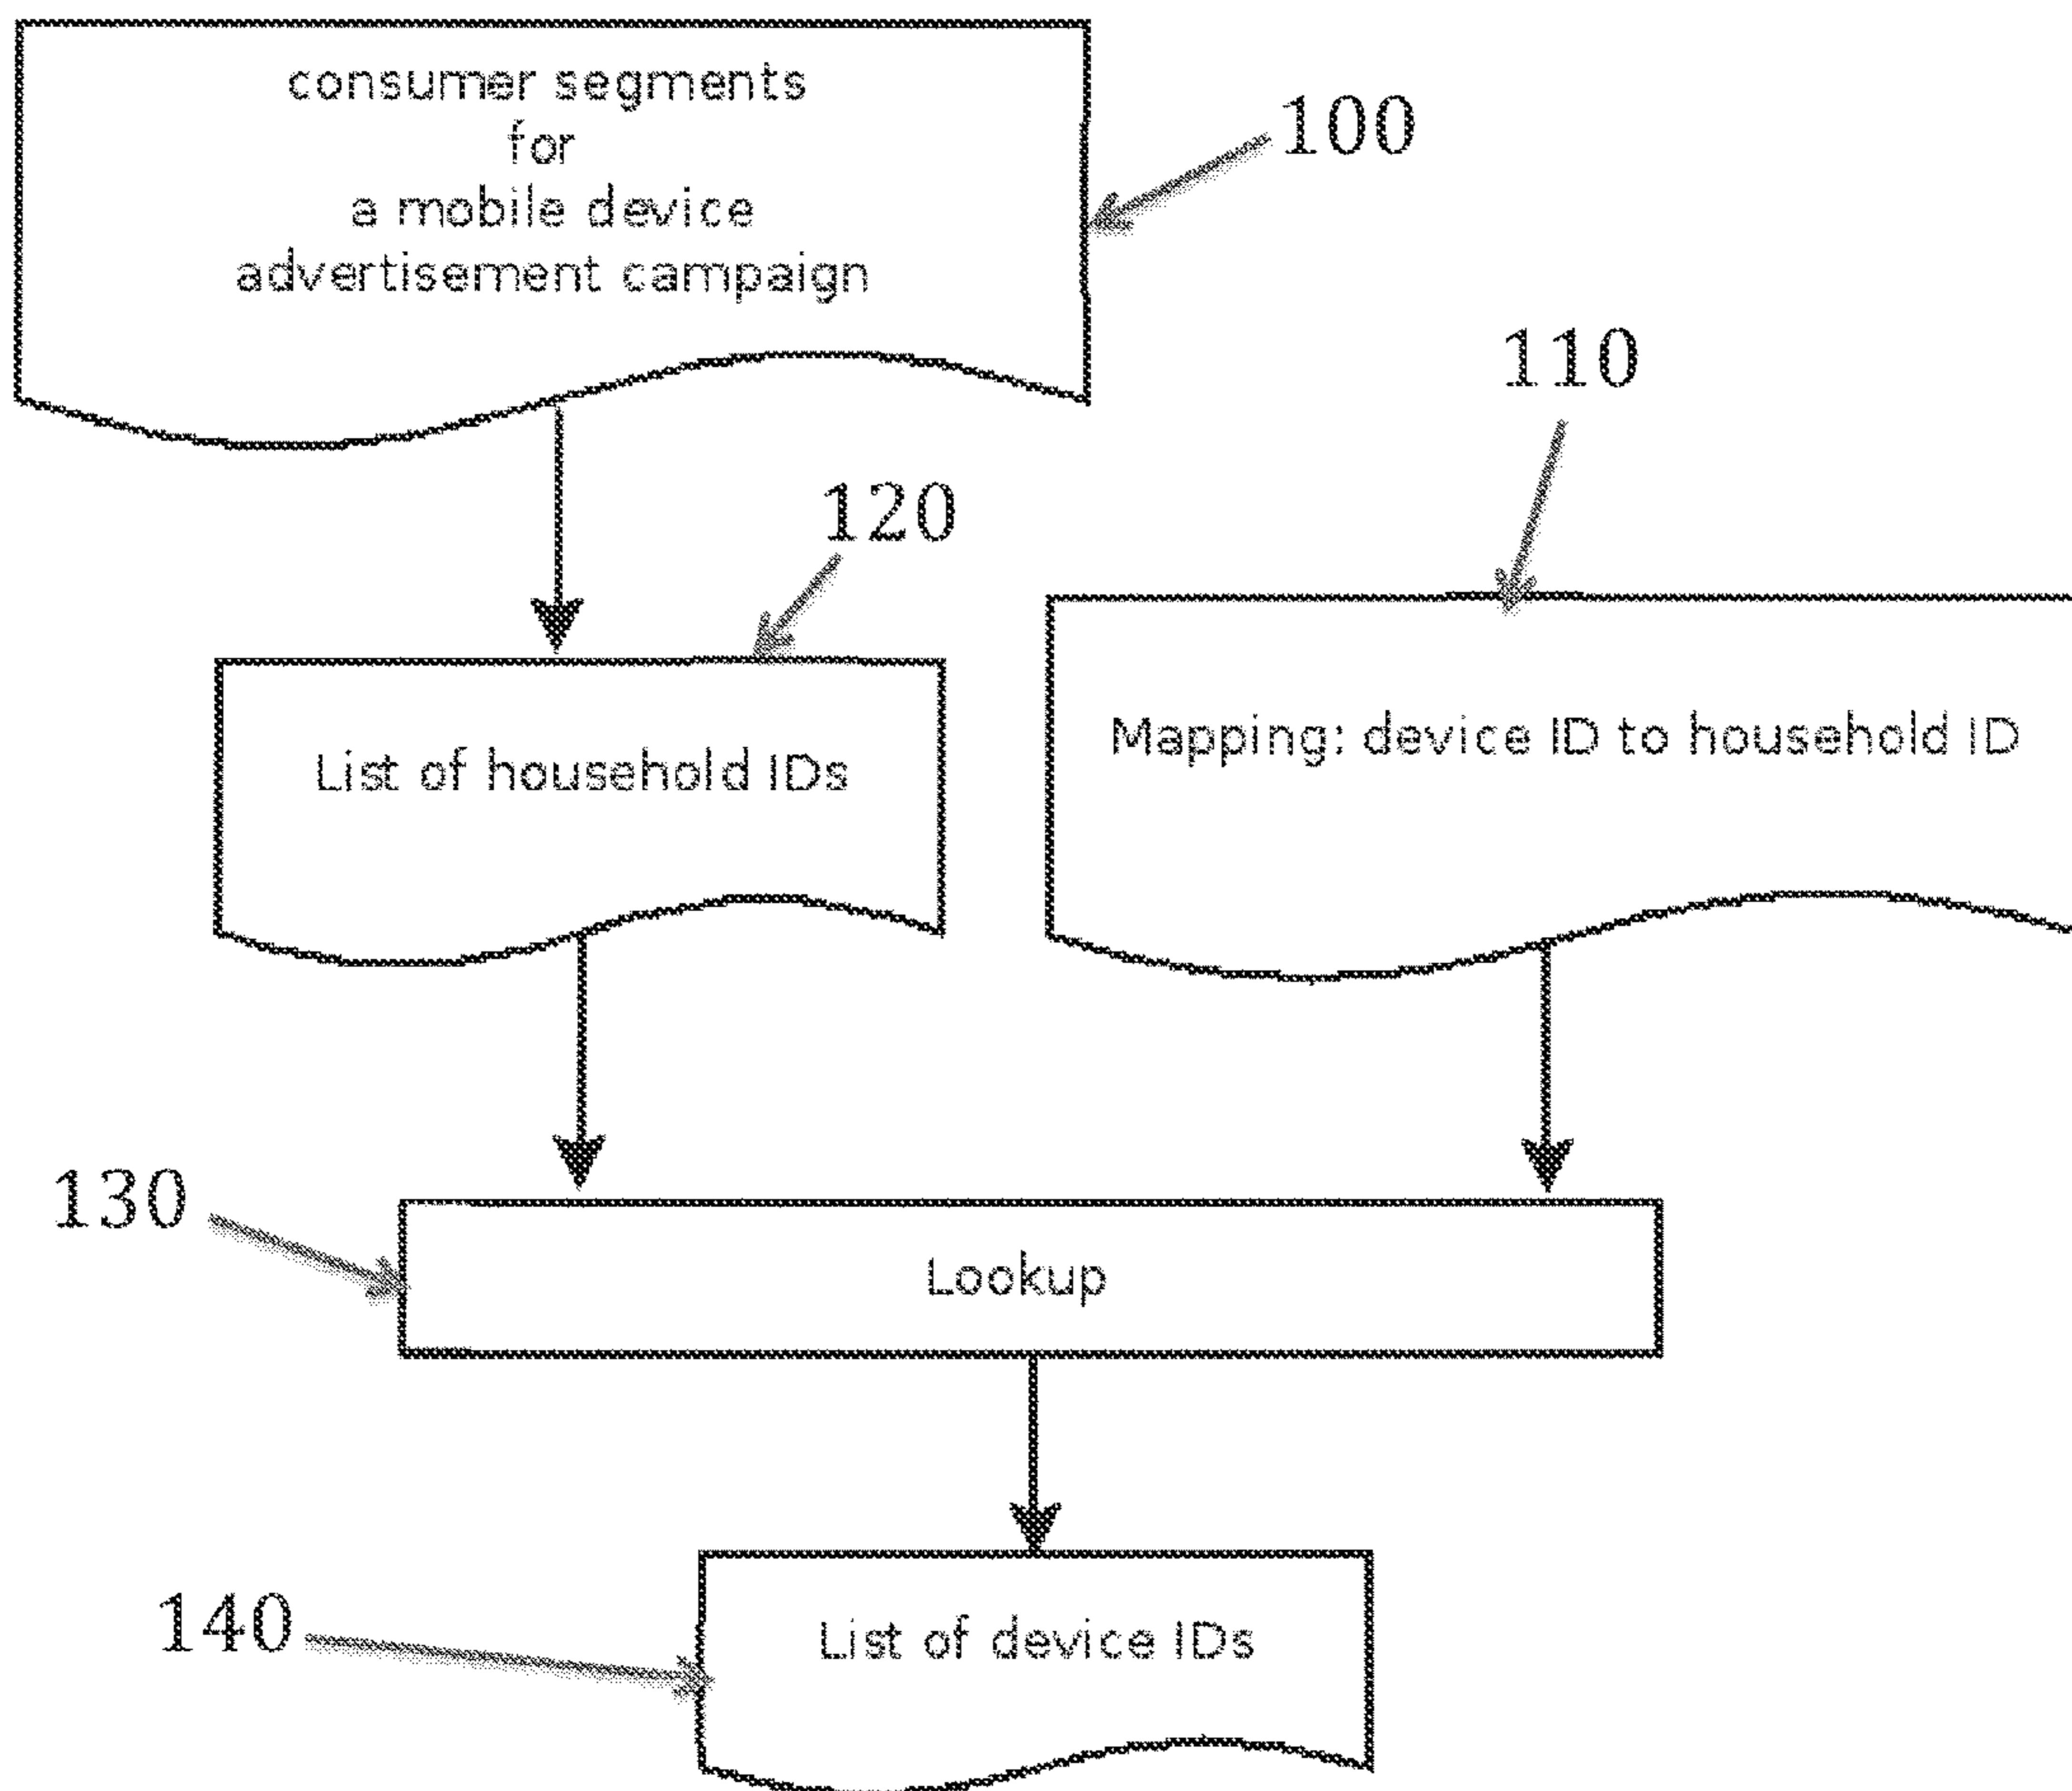 consumer segments
for
a mobile device
advertisement campaign
100
110
120
List of household IDs
Mapping: device ID to household ID
130
Lookup
140
List of device IDs